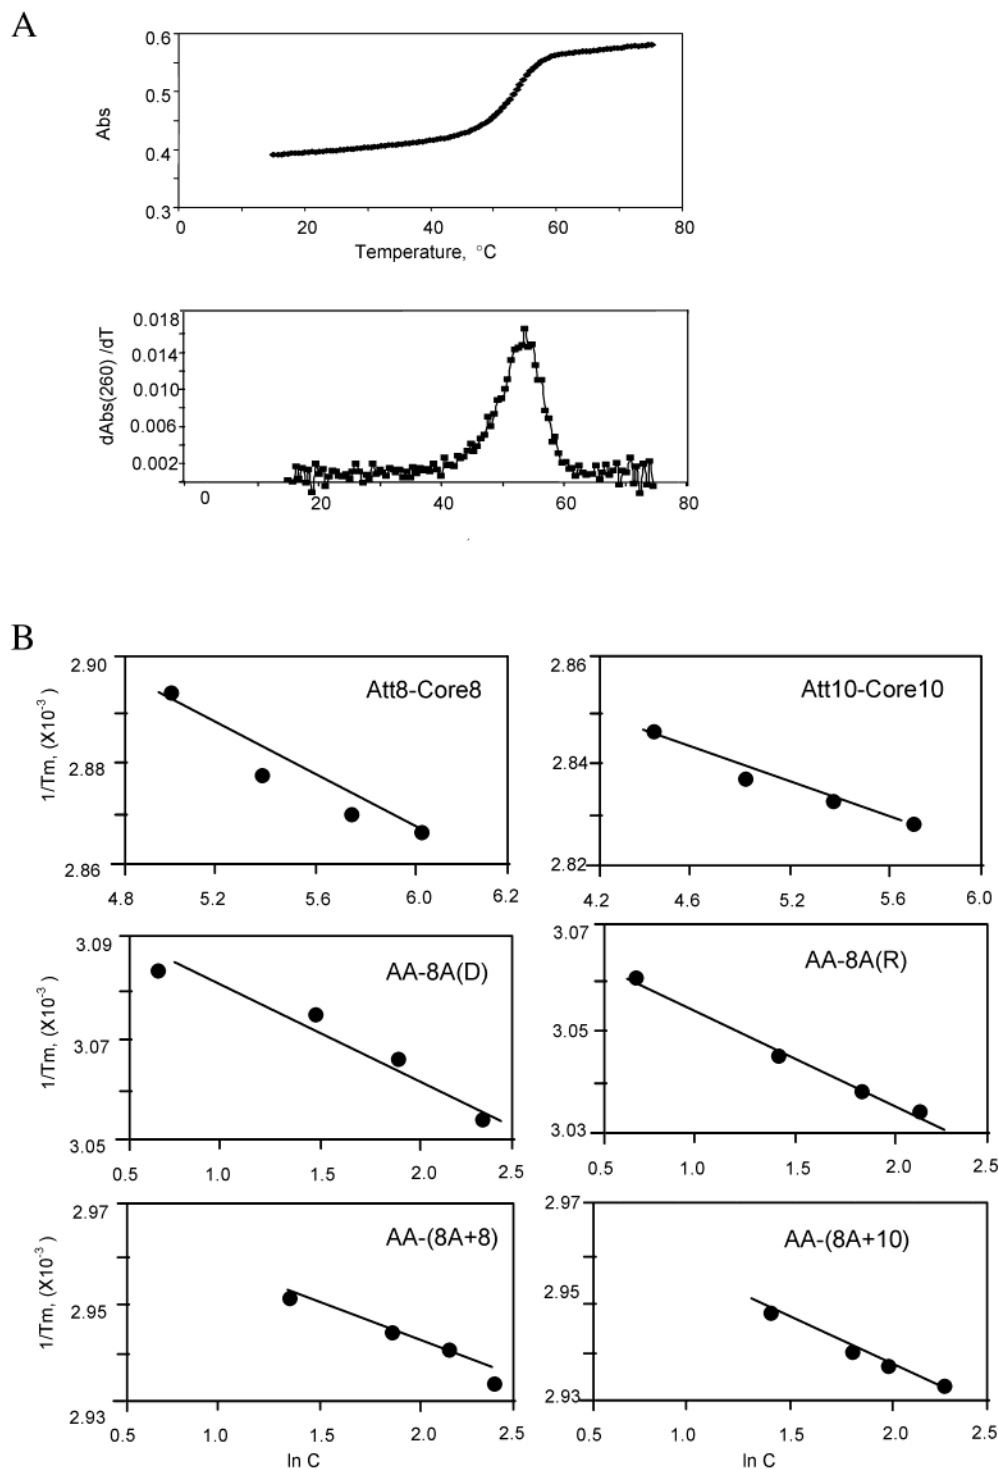 A
0.6
0.5
Abs
0.4
0.3
0 20 40 60 80
Temperature, °C
0.018
0.014
0.010
0.006
0.002
dAbs(260) /dT
0 20 40 60 80
B
2.90
2.88
2.86
1/Tm, (X10-3 )
Att8-Core8
4.8 5.2 5.6 6.0 6.2
2.86
2.84
2.82
Att10-Core10
4.2 4.6 5.2 5.6 6.0
3.09
3.07
3.05
1/Tm, (X10-3 )
AA-8A(D)
0.5 1.0 1.5 2.0 2.5
3.07
3.05
3.03
AA-8A(R)
0.5 1.0 1.5 2.0 2.5
2.97
2.95
2.93
1/Tm, (X10-3 )
AA-(8A+8)
0.5 1.0 1.5 2.0 2.5
ln C
2.97
2.95
2.93
AA-(8A+10)
0.5 1.0 1.5 2.0 2.5
ln C